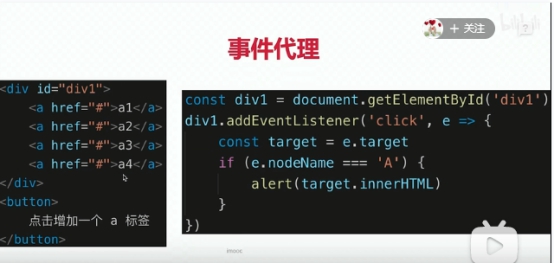 + 关注
事件代理
<div id="div1">
    <a href="#">a1</a>
    <a href="#">a2</a>
    <a href="#">a3</a>
    <a href="#">a4</a>
</div>
<button>
    点击增加一个 a 标签
</button>
const div1 = document.getElementById('div1')
div1.addEventListener('click', e => {
    const target = e.target
    if (e.nodeName === 'A') {
        alert(target.innerHTML)
    }
})